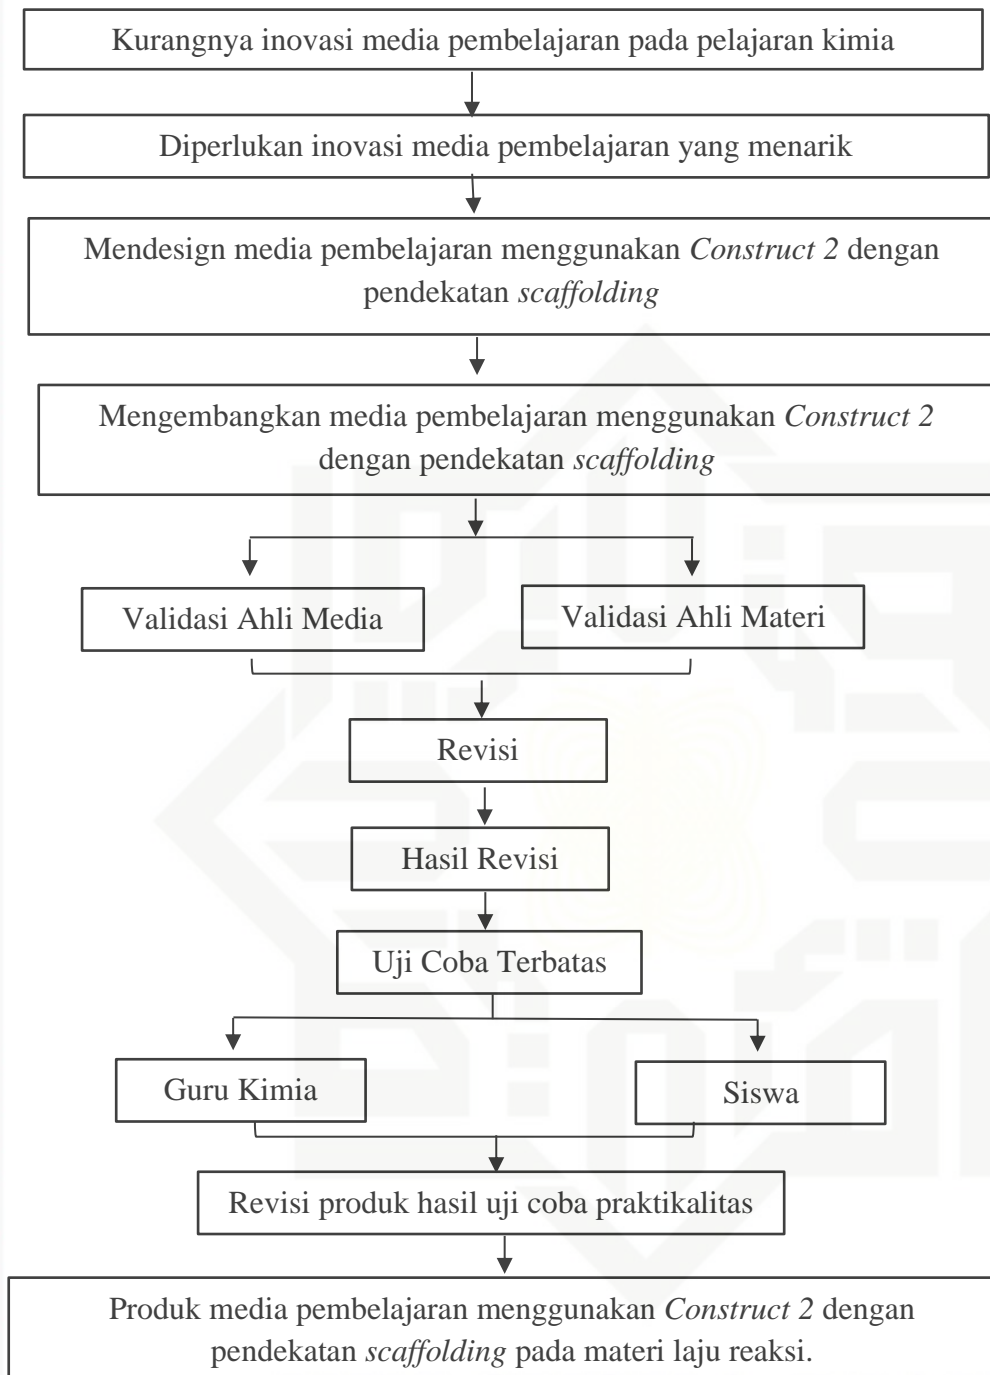 Kurangnya inovasi media pembelajaran pada pelajaran kimia
Diperlukan inovasi media pembelajaran yang menarik
Mendesign media pembelajaran menggunakan Construct 2 dengan
pendekatan scaffolding
Mengembangkan media pembelajaran menggunakan Construct 2
dengan pendekatan scaffolding
Validasi Ahli Media
Validasi Ahli Materi
Revisi
Hasil Revisi
Uji Coba Terbatas
Guru Kimia
Siswa
Revisi produk hasil uji coba praktikalitas
Produk media pembelajaran menggunakan Construct 2 dengan
pendekatan scaffolding pada materi laju reaksi.